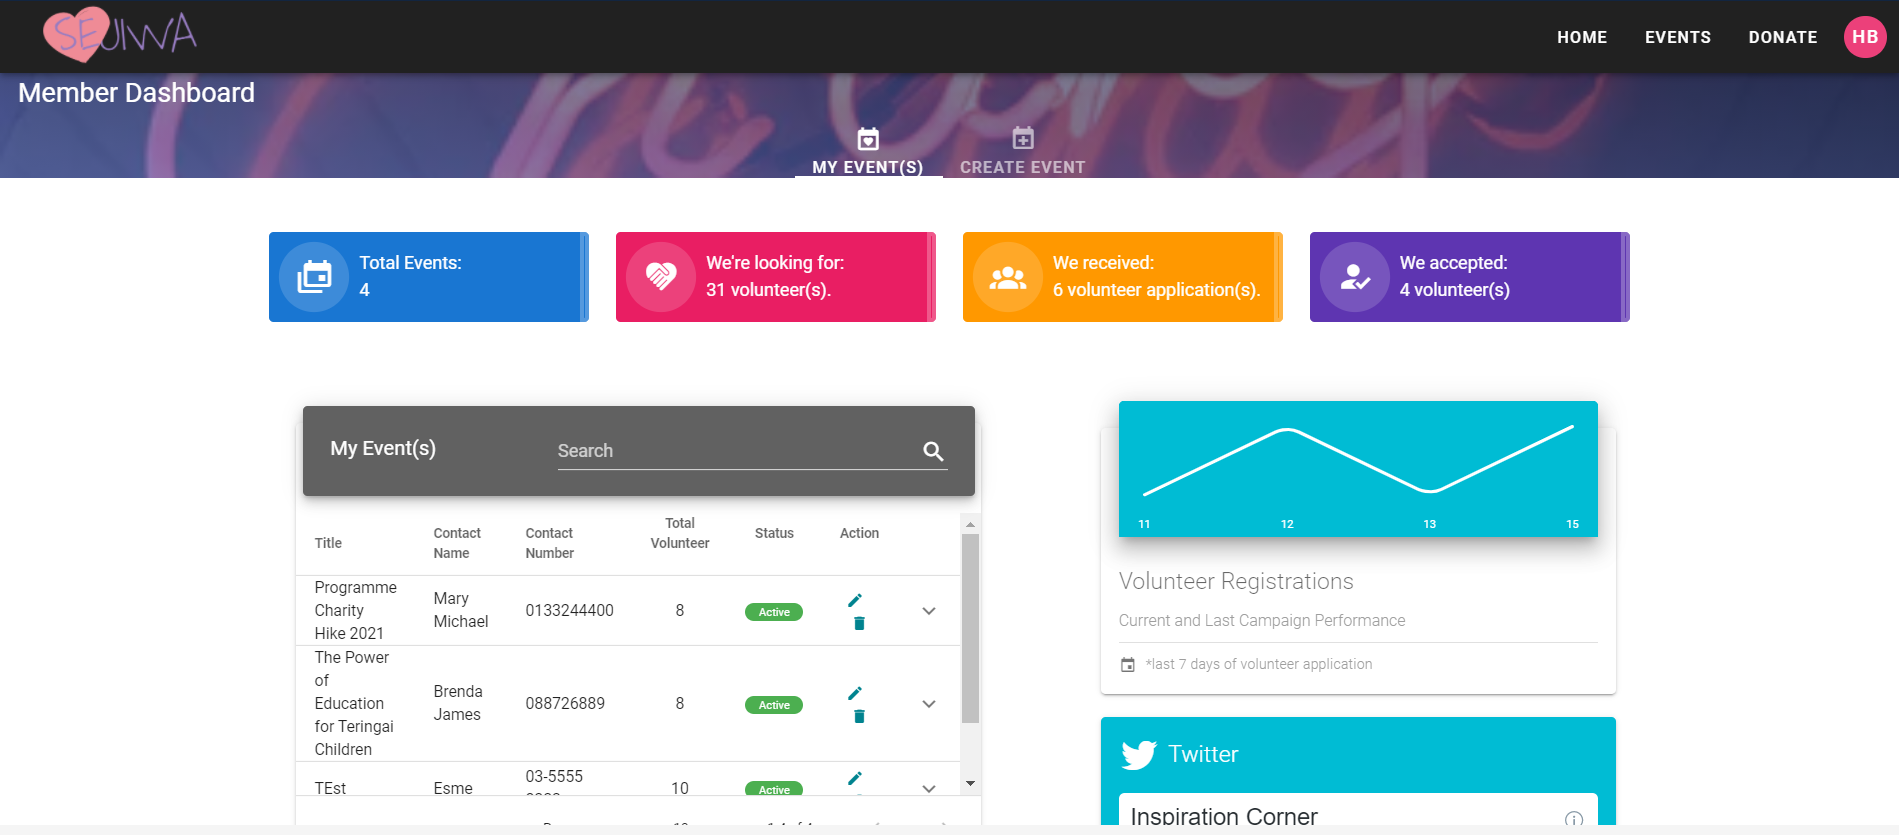 SEJIWA
HOME
EVENTS
DONATE
HB
Member Dashboard
MY EVENT(S)
CREATE EVENT
Total Events:
4
We're looking for:
31 volunteer(s).
We received:
6 volunteer application(s).
We accepted:
4 volunteer(s)
My Event(s)
Search
Title
Contact
Name
Contact
Number
Total
Volunteer
Status
Action
Programme
Charity
Hike 2021
Mary
Michael
0133244400
8
Active
The Power
of
Education
for Teringai
Children
Brenda
James
088726889
8
Active
TEst
Esme
03-5555
10
Active
11
12
13
15
Volunteer Registrations
Current and Last Campaign Performance
*last 7 days of volunteer application
Twitter
Inspiration Corner